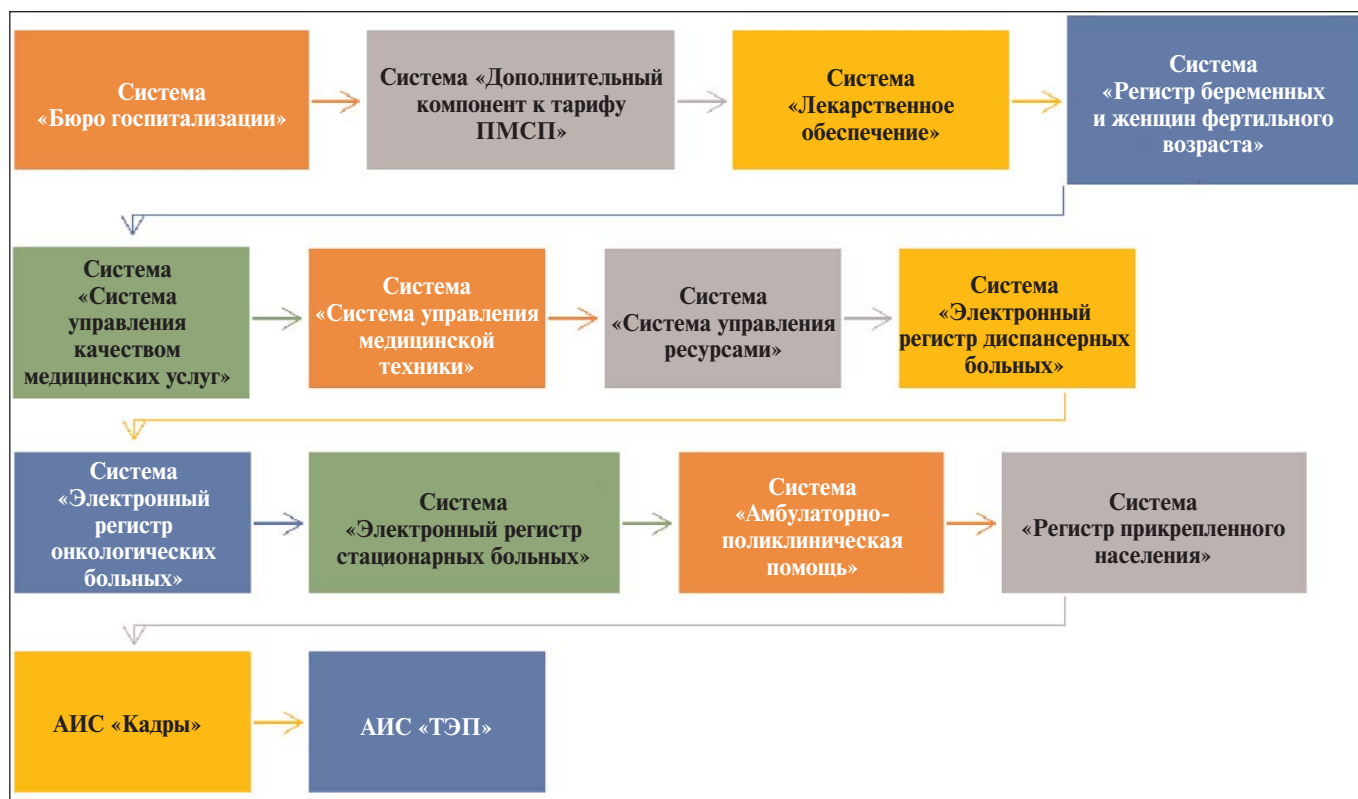 Система
«Бюро госпитализации»
Система «Дополнительный
компонент к тарифу
ПМСП»
Система
«Лекарственное
обеспечение»
Система
«Регистр беременных
и женщин фертильного
возраста»
Система
«Система
управления
качеством
медицинских услуг»
Система
«Система управления
медицинской
техники»
Система
«Система управления
ресурсами»
Система
«Электронный
регистр диспансерных
больных»
Система
«Электронный
регистр
онкологических
больных»
Система
«Электронный регистр
стационарных больных»
Система
«Амбулаторно-
поликлиническая
помощь»
Система
«Регистр прикрепленного
населения»
АИС «Кадры»
АИС «ТЭП»